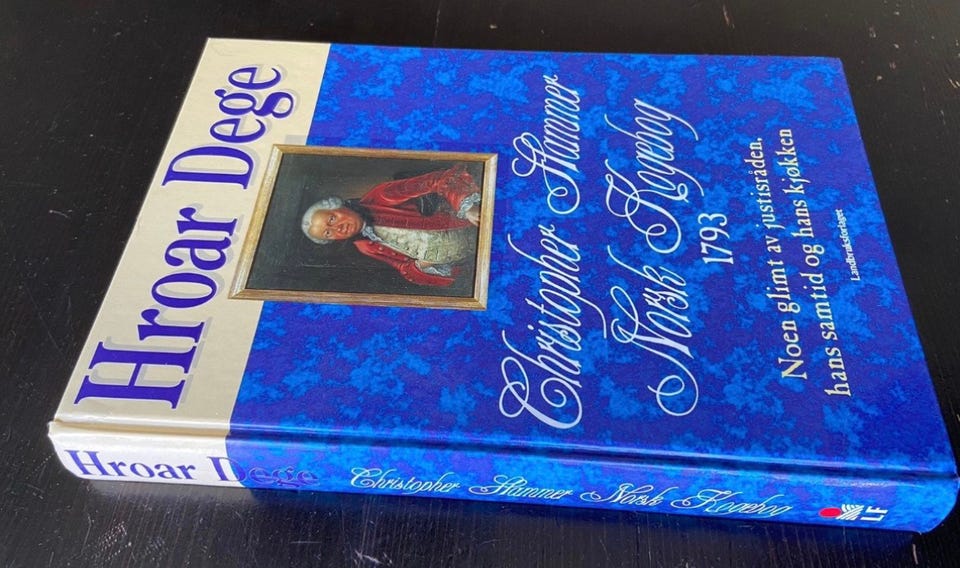 Hroar Dege
Christopher Hammer
Norsk Kogebog
1793
Noen glimt av justisråden,
hans samtid og hans kjøkken
Landbruksforlaget
Hroar Dege
Christopher Hammer Norsk Kogebog
LF